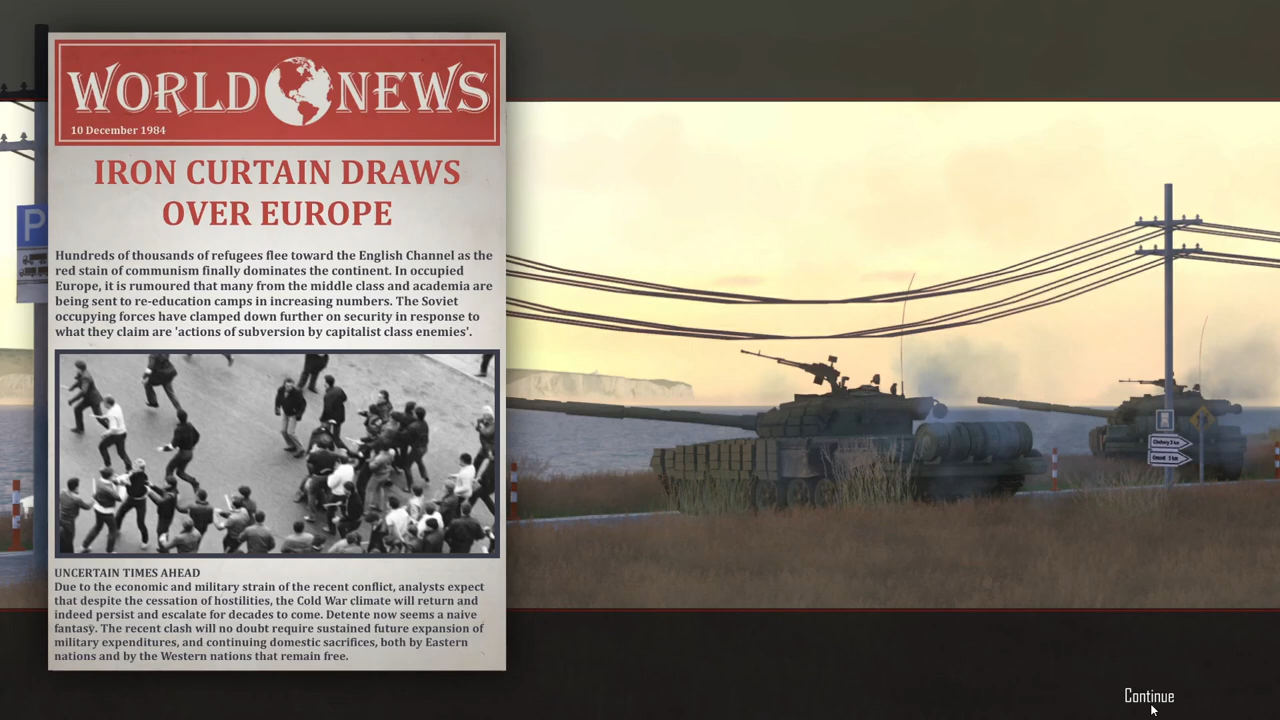 WORLD NEWS
10 December 1984
IRON CURTAIN DRAWS
OVER EUROPE
Hundreds of thousands of refugees flee toward the English Channel as the
red stain of communism finally dominates the continent. In occupied
Europe, it is rumoured that many from the middle class and academia are
being sent to re-education camps in increasing numbers. The Soviet
occupying forces have clamped down further on security in response to
what they claim are 'actions of subversion by capitalist class enemies'.
UNCERTAIN TIMES AHEAD
Due to the economic and military strain of the recent conflict, analysts expect
that despite the cessation of hostilities, the Cold War climate will return and
indeed persist and escalate for decades to come. Detente now seems a naive
fantasy. The recent clash will no doubt require sustained future expansion of
military expenditures, and continuing domestic sacrifices, both by Eastern
nations and by the Western nations that remain free.
P
Continue